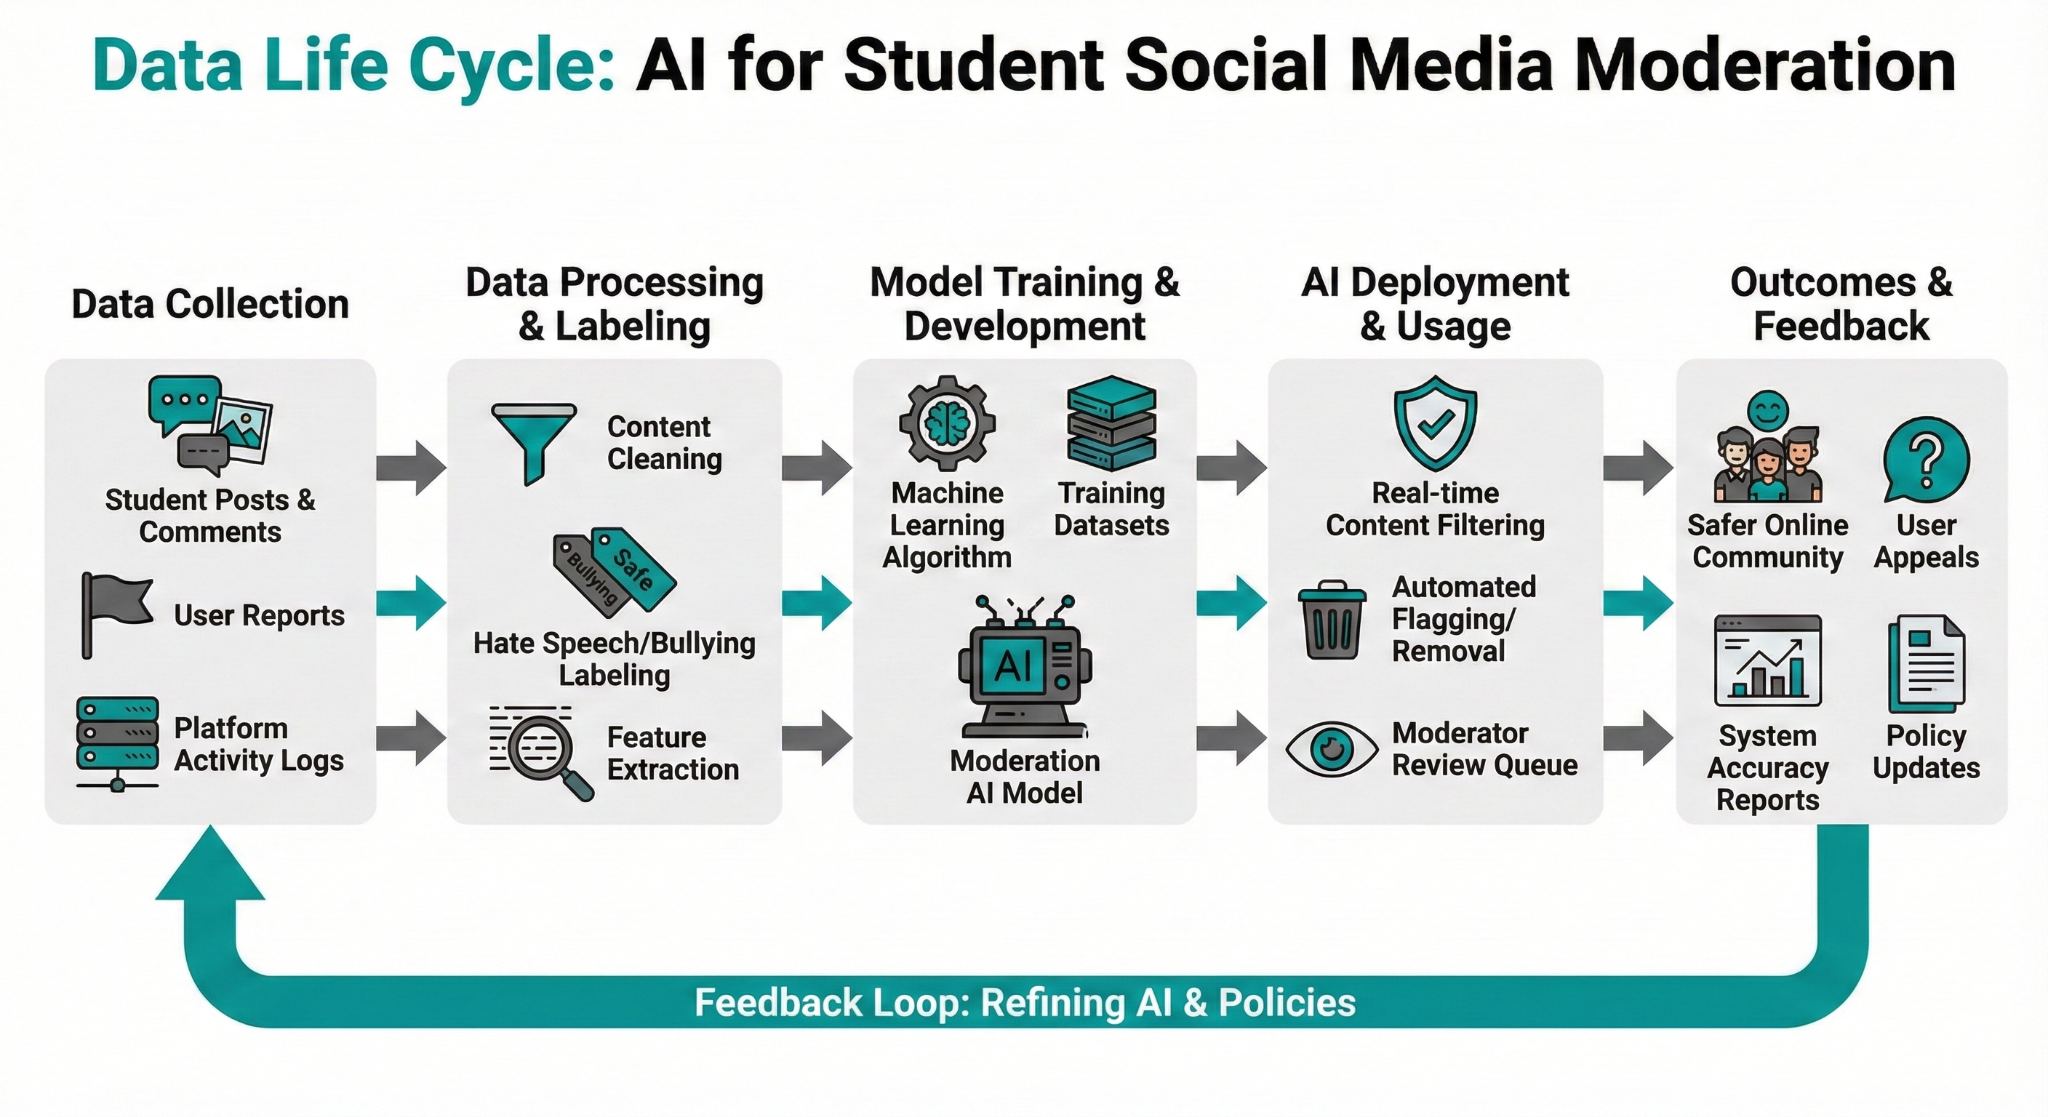 Data Life Cycle: AI for Student Social Media Moderation
Data Collection
Student Posts &
Comments
User Reports
Platform
Activity Logs
Data Processing
& Labeling
Content
Cleaning
Bullying
Safe
Hate Speech/Bullying
Labeling
Feature
Extraction
Model Training &
Development
Machine
Learning
Algorithm
Training
Datasets
AI
Moderation
AI Model
AI Deployment
& Usage
Real-time
Content Filtering
Automated
Flagging/
Removal
Moderator
Review Queue
Outcomes &
Feedback
Safer Online
Community
?
User
Appeals
System
Accuracy
Reports
Policy
Updates
Feedback Loop: Refining AI & Policies